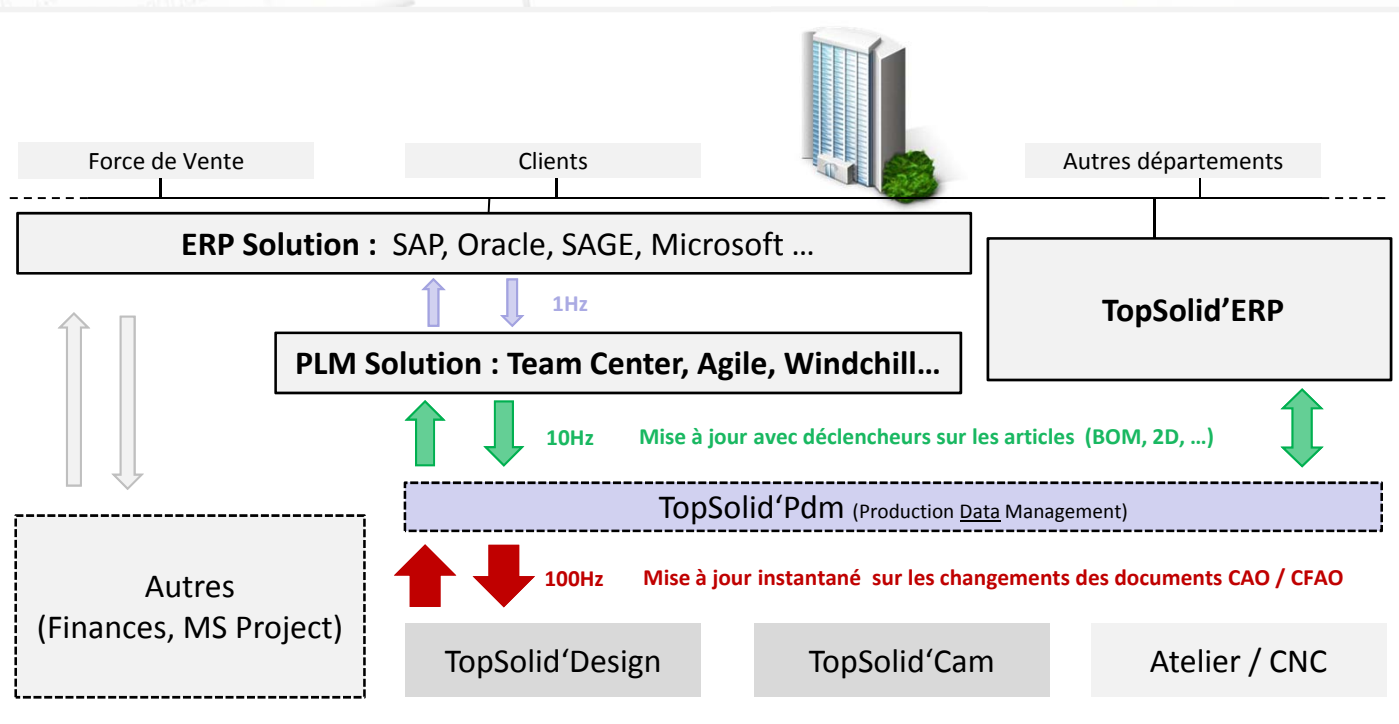 Force de Vente
Clients
Autres départements
ERP Solution : SAP, Oracle, SAGE, Microsoft …
TopSolid’ERP
1Hz
PLM Solution : Team Center, Agile, Windchill…
10Hz Mise à jour avec déclencheurs sur les articles (BOM, 2D, …)
TopSolid‘Pdm (Production Data Management)
100Hz Mise à jour instantané sur les changements des documents CAO / CFAO
Autres
(Finances, MS Project)
TopSolid‘Design
TopSolid‘Cam
Atelier / CNC